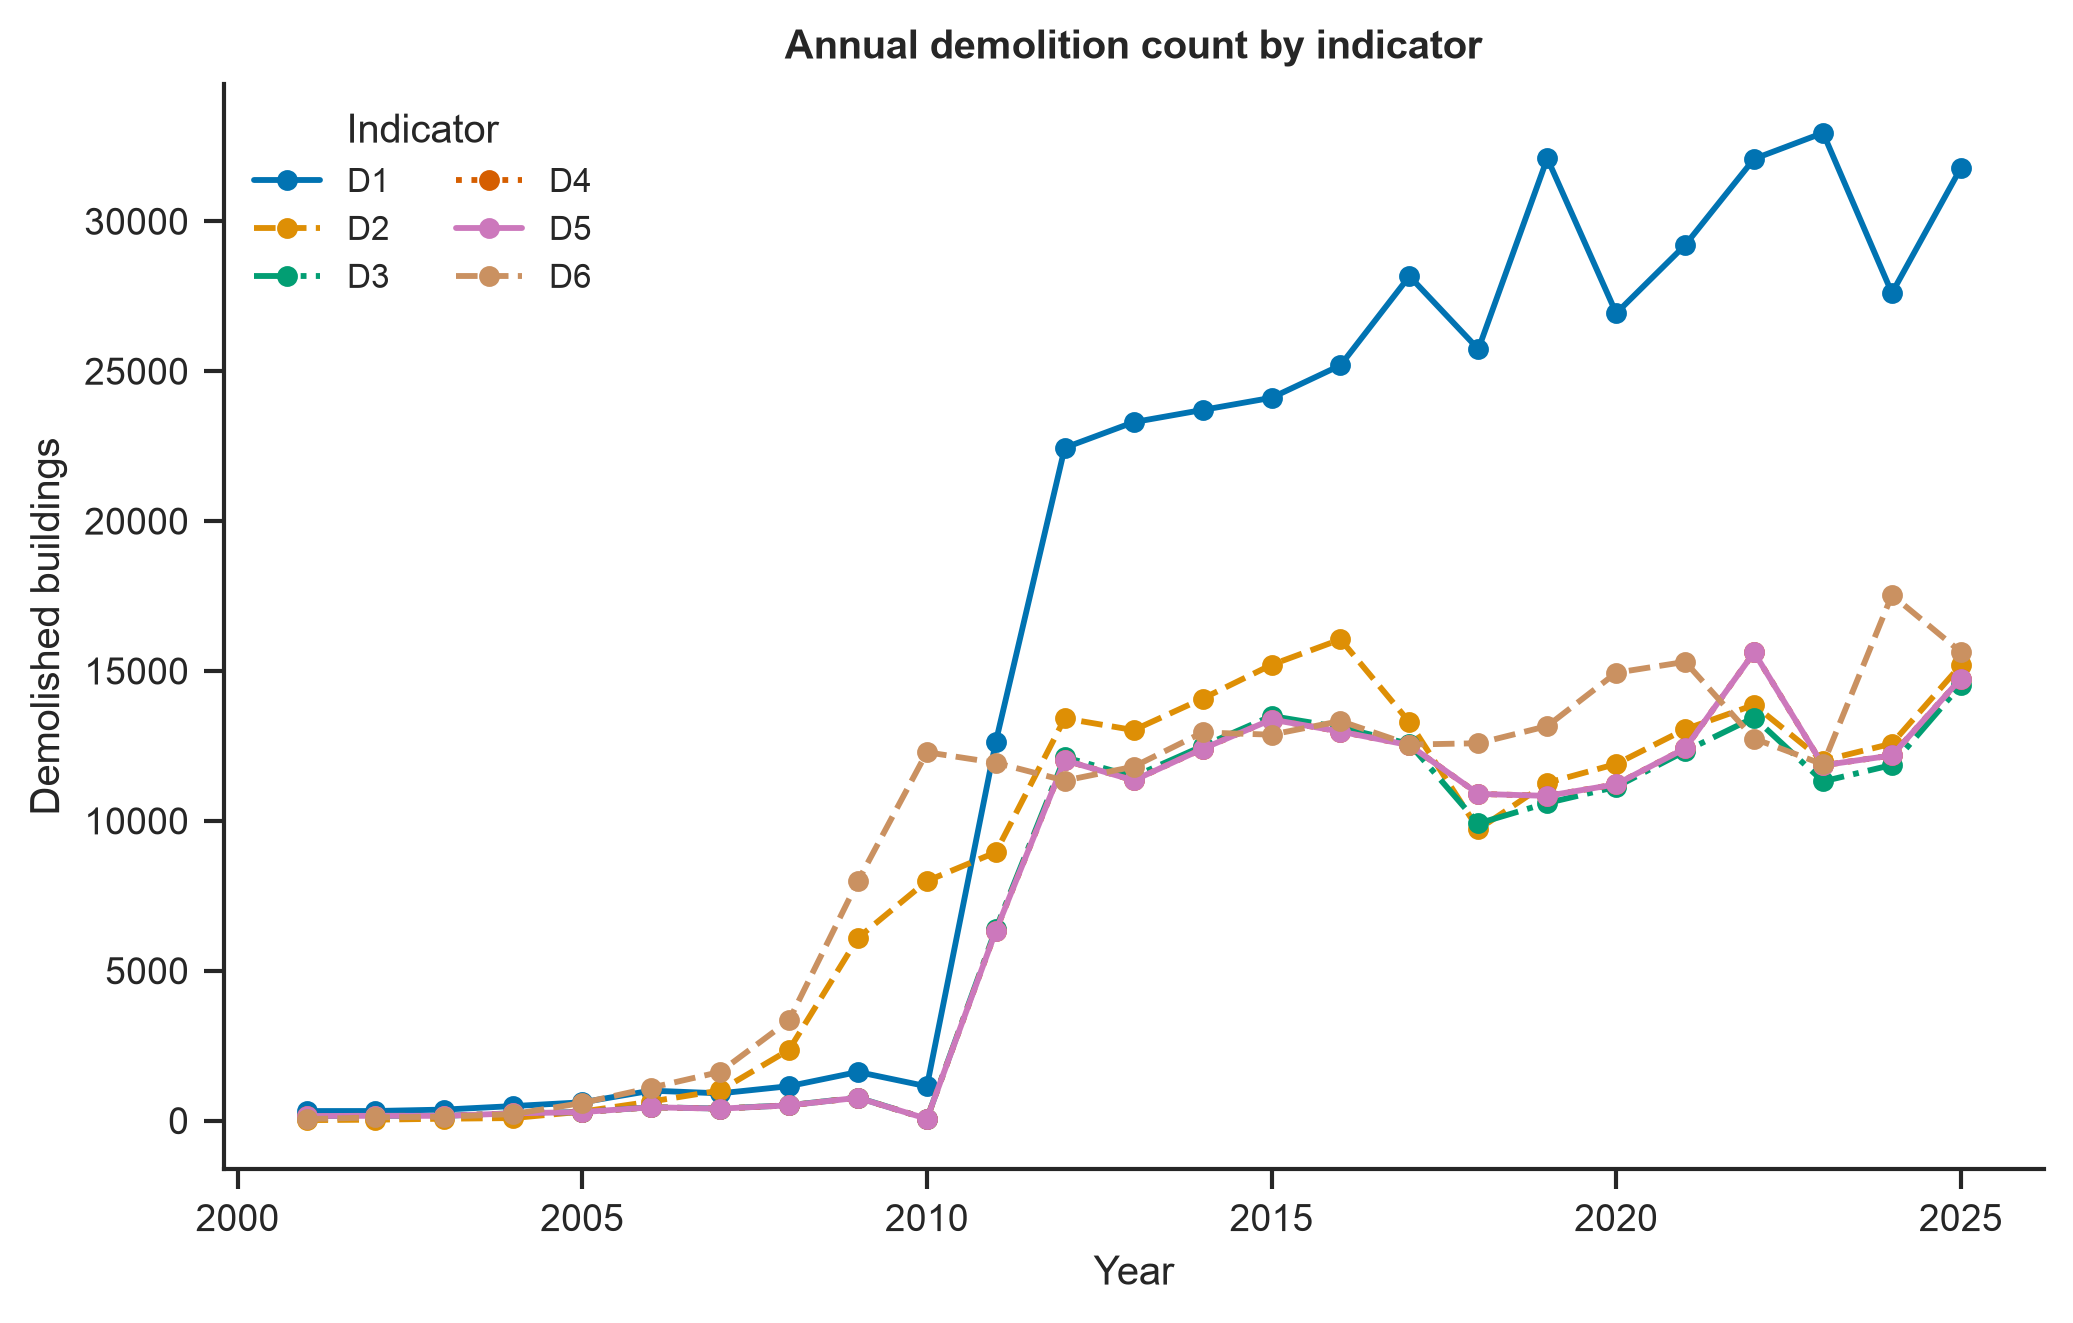 Annual demolition count by indicator
Indicator
D1
D2
D3
D4
D5
D6
Demolished buildings
30000
25000
20000
15000
10000
5000
0
2000 2005 2010 2015 2020 2025
Year